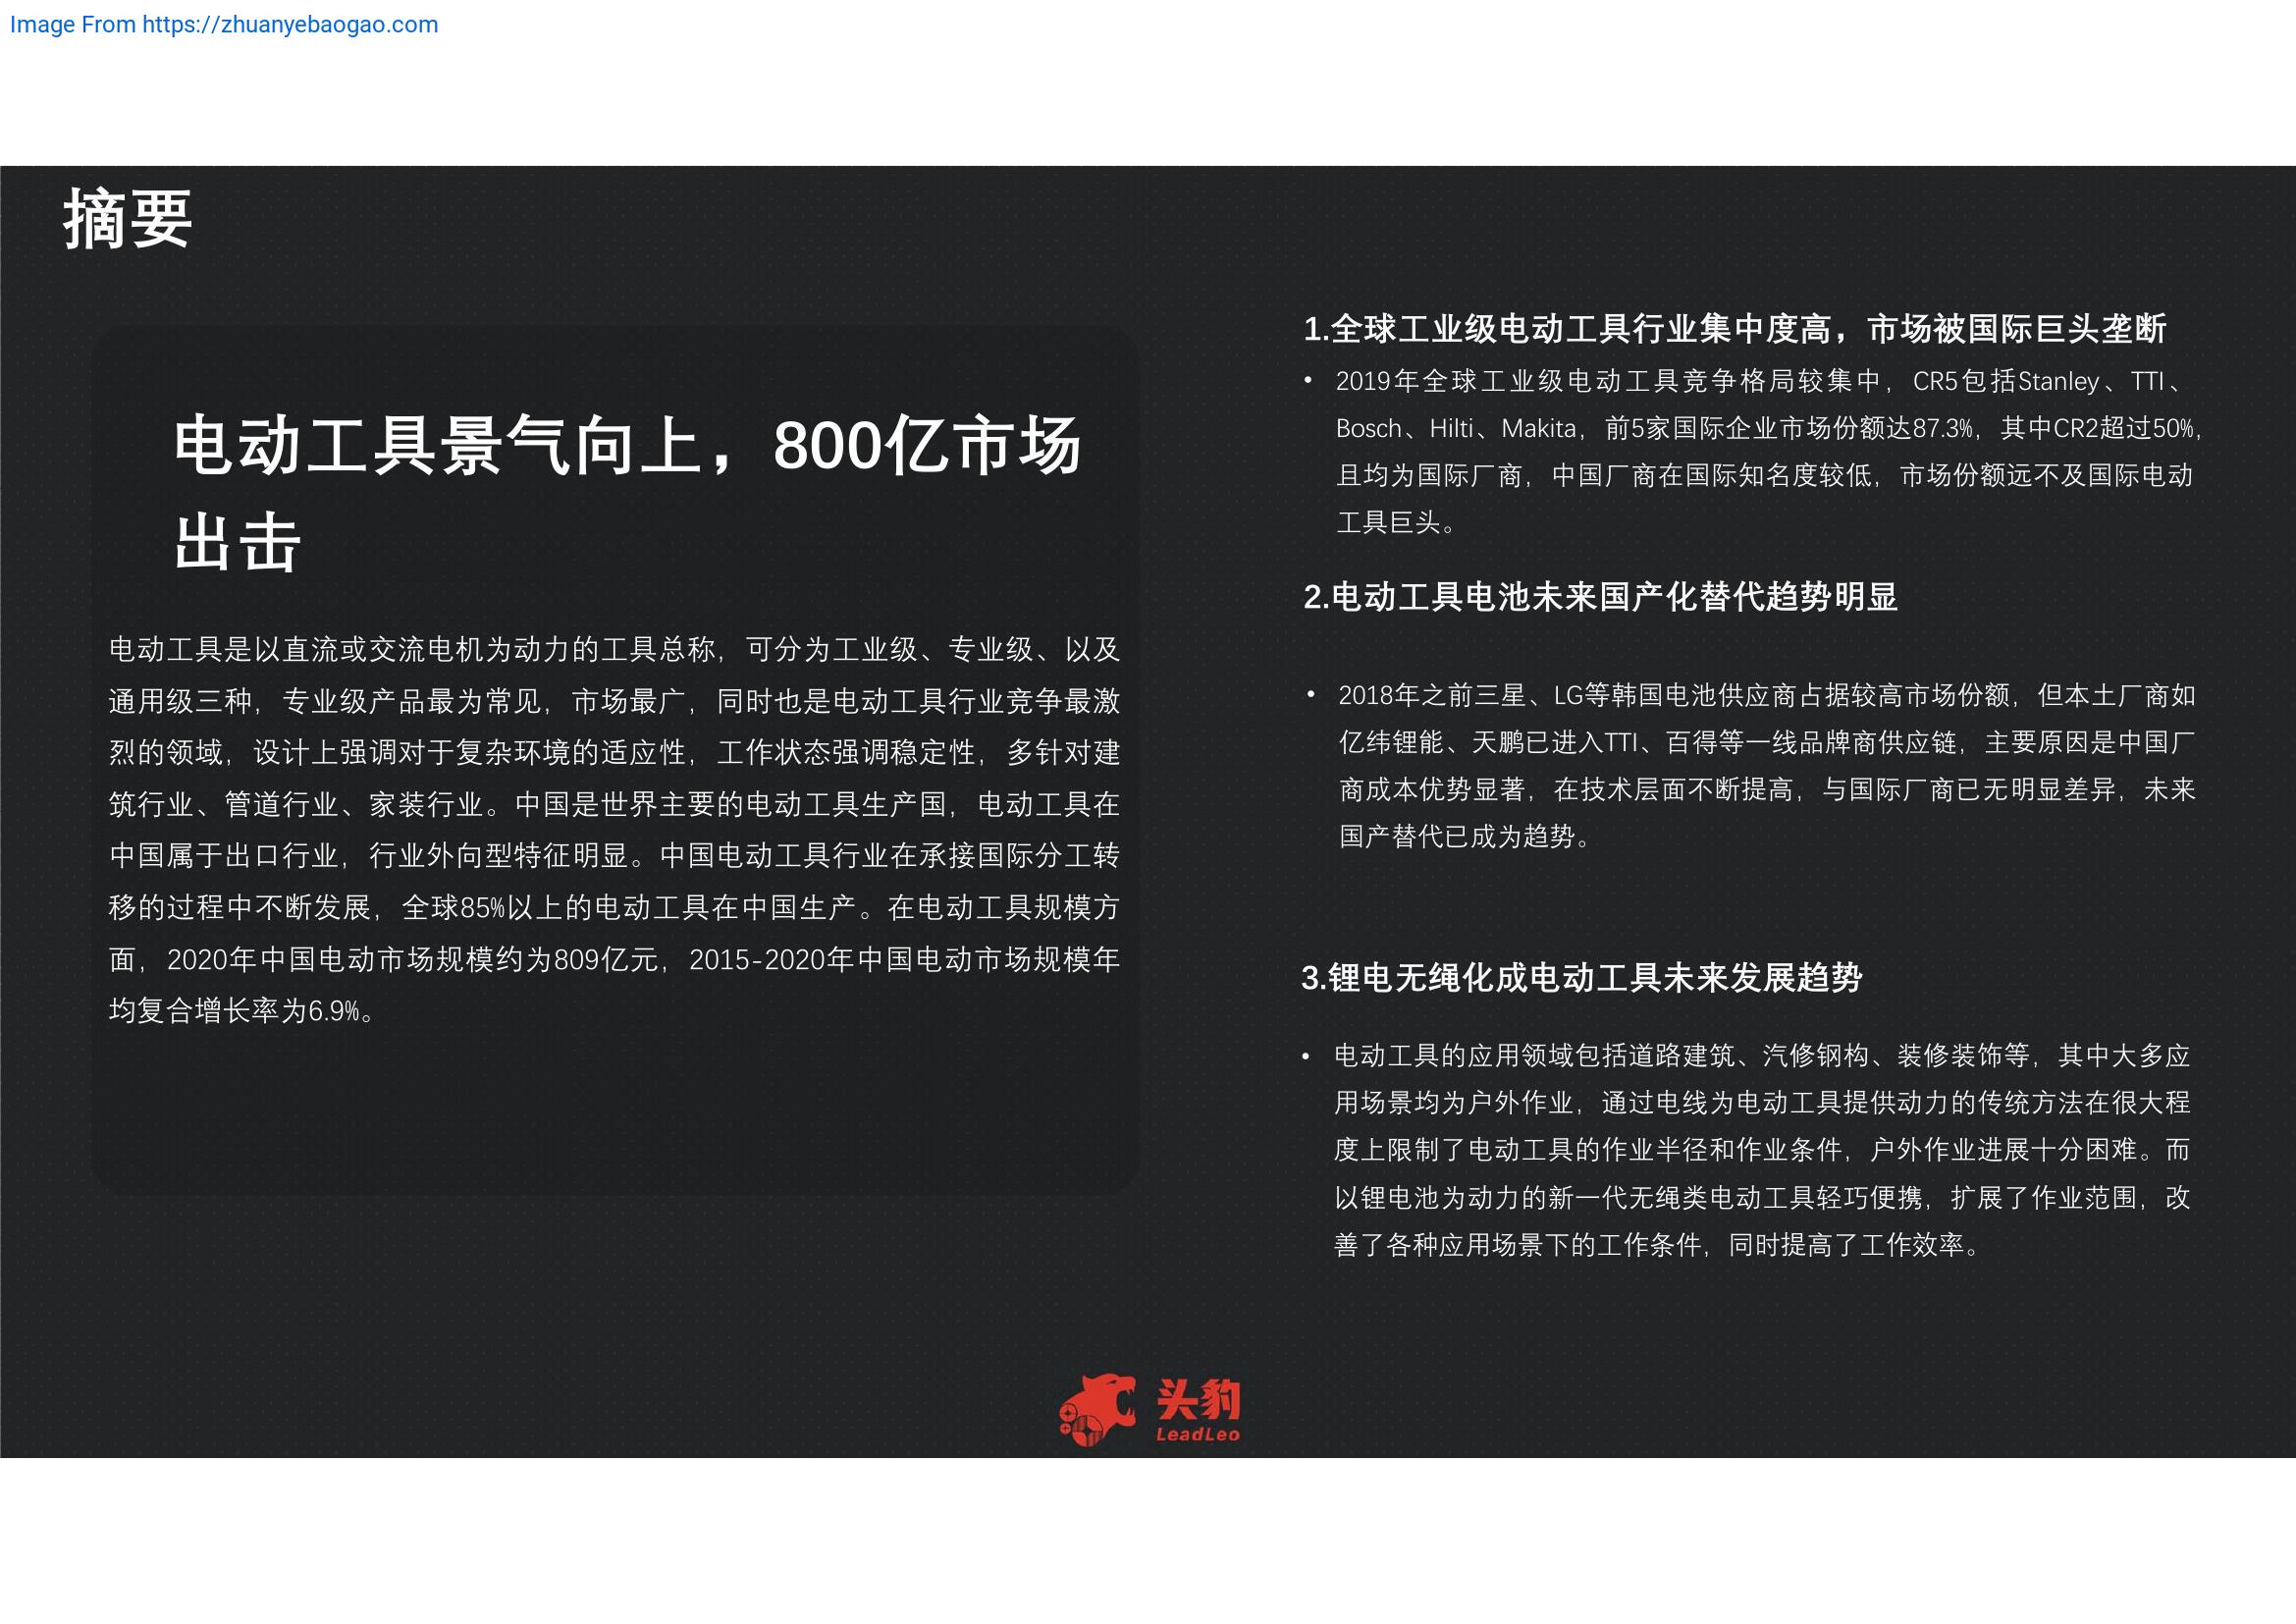 Image From https://zhuanyebaogao.com
摘要
电动工具景气向上，800亿市场
出击
电动工具是以直流或交流电机为动力的工具总称，可分为工业级、专业级、以及
通用级三种，专业级产品最为常见，市场最广，同时也是电动工具行业竞争最激
烈的领域，设计上强调对于复杂环境的适应性，工作状态强调稳定性，多针对建
筑行业、管道行业、家装行业。中国是世界主要的电动工具生产国，电动工具在
中国属于出口行业，行业外向型特征明显。中国电动工具行业在承接国际分工转
移的过程中不断发展，全球85%以上的电动工具在中国生产。在电动工具规模方
面，2020年中国电动市场规模约为809亿元，2015-2020年中国电动市场规模年
均复合增长率为6.9%。
1.全球工业级电动工具行业集中度高，市场被国际巨头垄断
• 2019年全球工业级电动工具竞争格局较集中，CR5包括Stanley、TTI、
Bosch、Hilti、Makita，前5家国际企业市场份额达87.3%，其中CR2超过50%，
且均为国际厂商，中国厂商在国际知名度较低，市场份额远不及国际电动
工具巨头。
2.电动工具电池未来国产化替代趋势明显
• 2018年之前三星、LG等韩国电池供应商占据较高市场份额，但本土厂商如
亿纬锂能、天鹏已进入TTI、百得等一线品牌商供应链，主要原因是中国厂
商成本优势显著，在技术层面不断提高，与国际厂商已无明显差异，未来
国产替代已成为趋势。
3.锂电无绳化成电动工具未来发展趋势
• 电动工具的应用领域包括道路建筑、汽修钢构、装修装饰等，其中大多应
用场景均为户外作业，通过电线为电动工具提供动力的传统方法在很大程
度上限制了电动工具的作业半径和作业条件，户外作业进展十分困难。而
以锂电池为动力的新一代无绳类电动工具轻巧便携，扩展了作业范围，改
善了各种应用场景下的工作条件，同时提高了工作效率。
头豹
LeadLeo